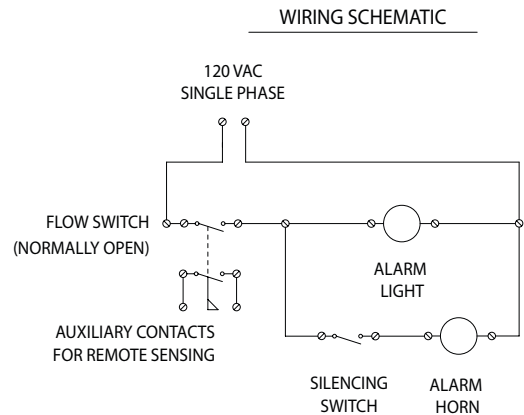 WIRING SCHEMATIC
120 VAC
SINGLE PHASE
FLOW SWITCH
(NORMALLY OPEN)
ALARM
LIGHT
AUXILIARY CONTACTS
FOR REMOTE SENSING
SILENCING
SWITCH
ALARM
HORN